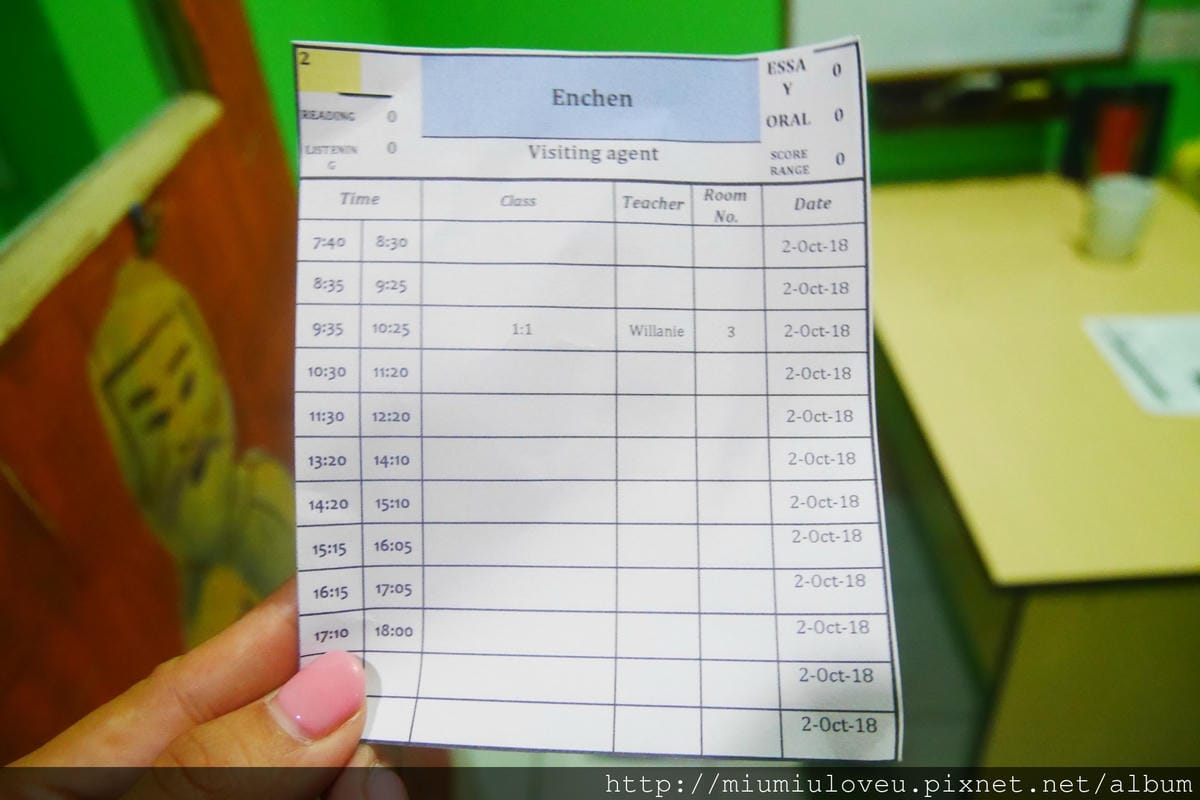 2
Enchen
ESSA
Y 0
READING 0
ORAL 0
LISTENIN
G 0
Visiting agent
SCORE
RANGE 0
Time Class Teacher Room No. Date
7:40 8:30 2-Oct-18
8:35 9:25 2-Oct-18
9:35 10:25 1:1 Willanie 3 2-Oct-18
10:30 11:20 2-Oct-18
11:30 12:20 2-Oct-18
13:20 14:10 2-Oct-18
14:20 15:10 2-Oct-18
15:15 16:05 2-Oct-18
16:15 17:05 2-Oct-18
17:10 18:00 2-Oct-18
2-Oct-18
2-Oct-18
http://miumiuloveu.pixnet.net/album